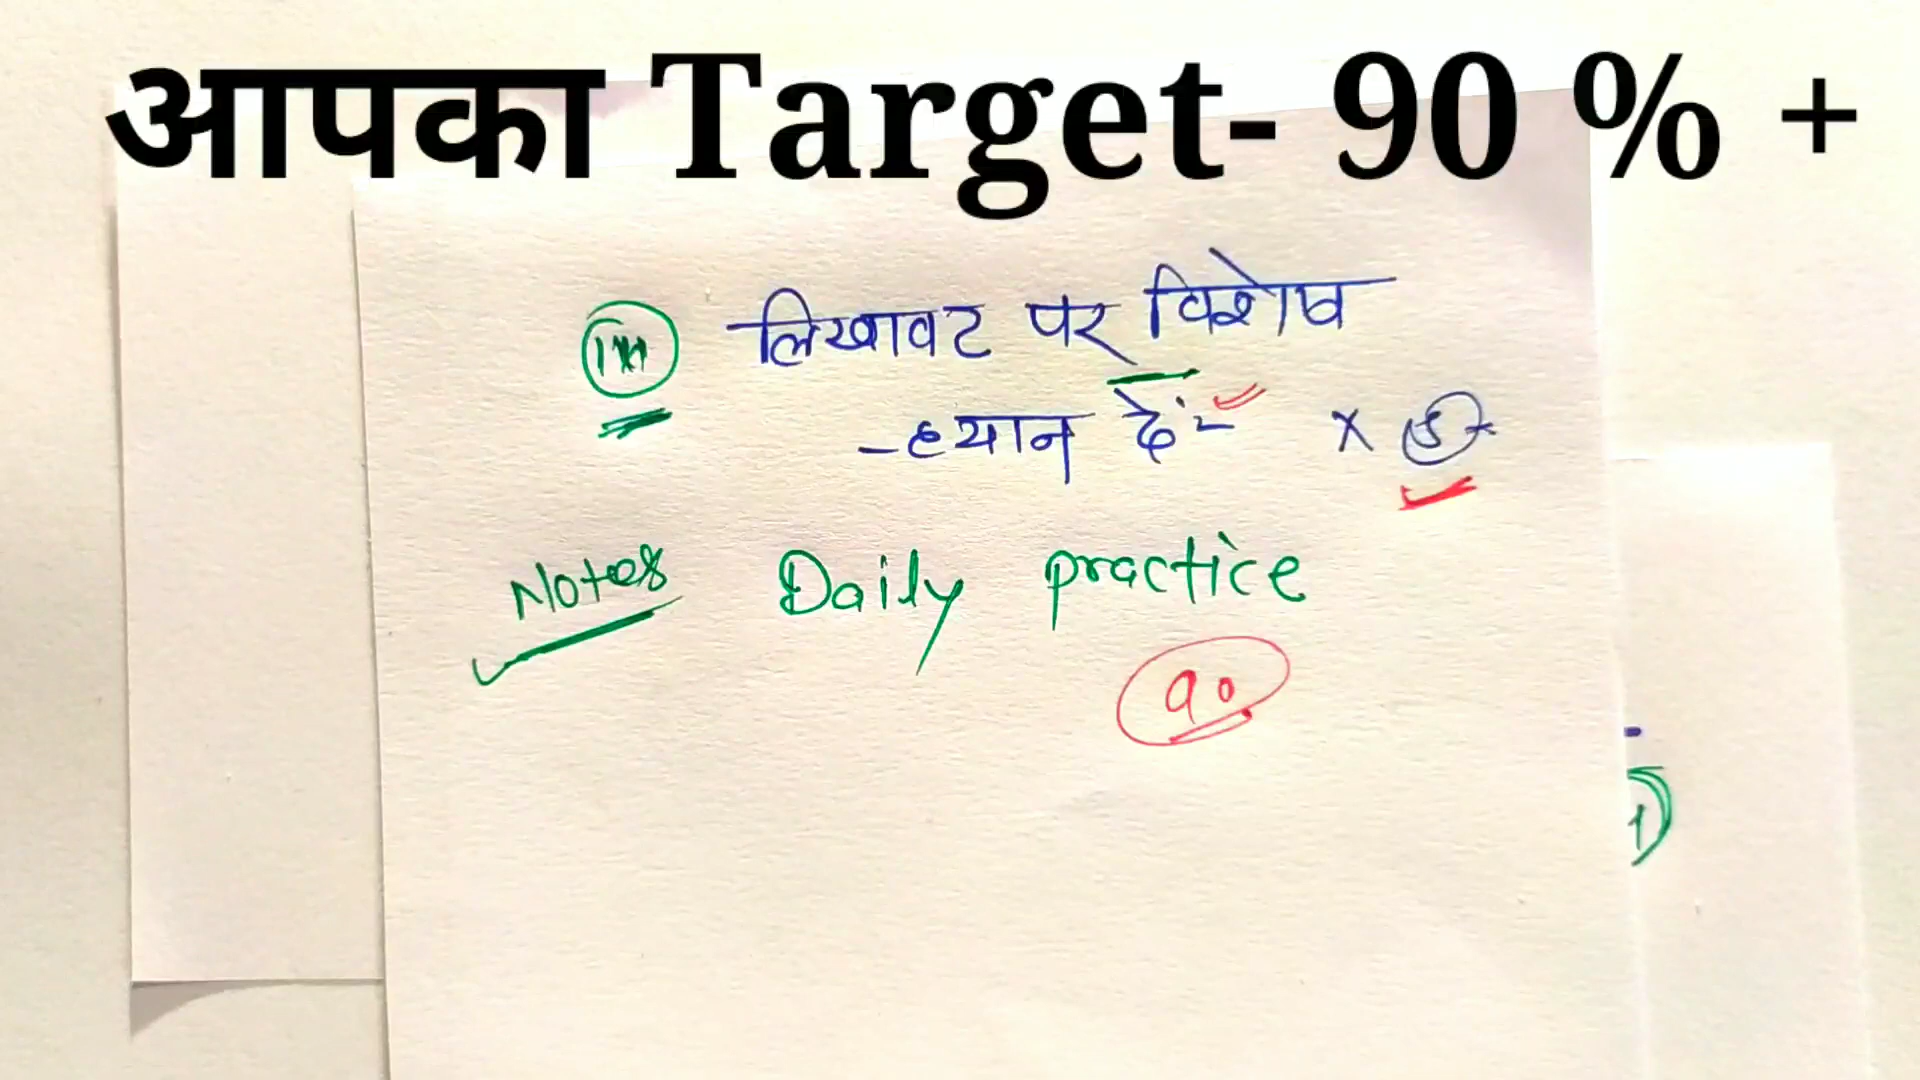 आपका Target- 90 % +
लिखावट पर विशेष
-ध्यान दें:- ×
Notes Daily practice
90